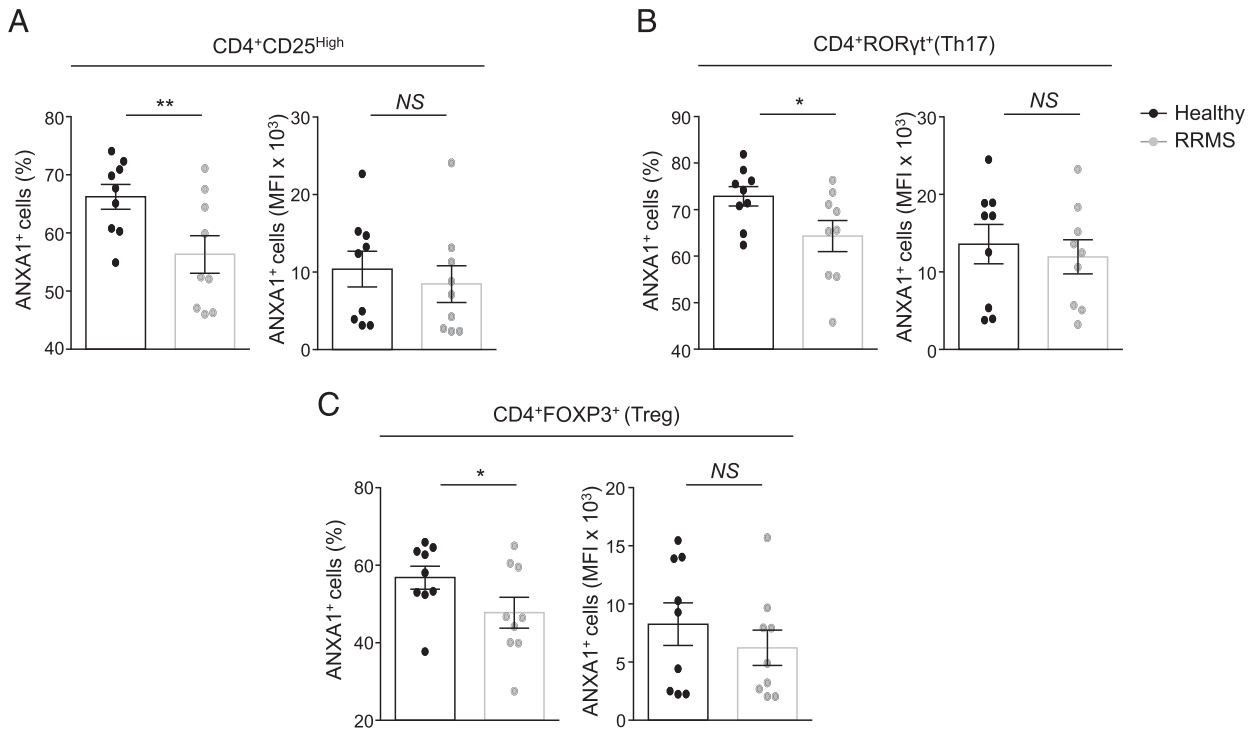 A
CD4⁺CD25ᴴⁱᵍʰ
**
NS
ANXA1⁺ cells (%)
80
70
60
50
40
ANXA1⁺ cells (MFI x 10³)
30
20
10
0
B
CD4⁺RORγt⁺(Th17)
*
NS
ANXA1⁺ cells (%)
90
80
70
60
50
40
ANXA1⁺ cells (MFI x 10³)
30
20
10
0
Healthy
RRMS
C
CD4⁺FOXP3⁺ (Treg)
*
NS
ANXA1⁺ cells (%)
80
60
40
20
ANXA1⁺ cells (MFI x 10³)
20
15
10
5
0